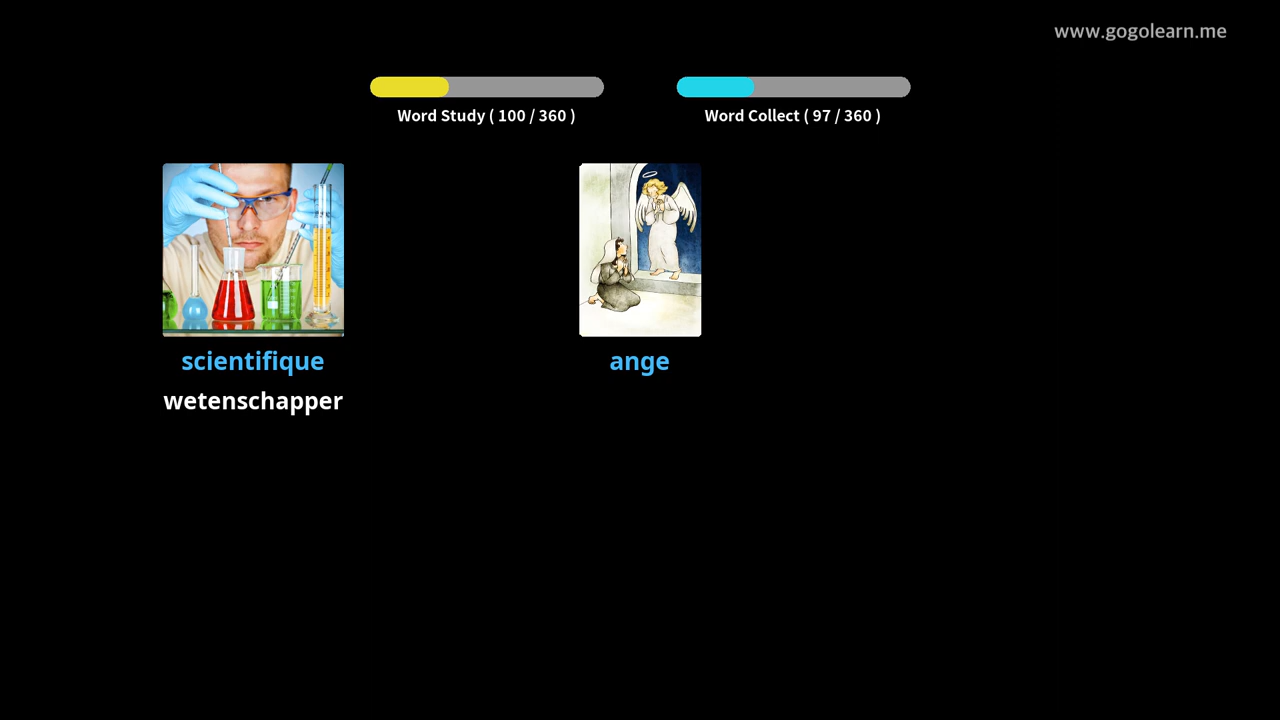 www.gogolearn.me
Word Study ( 100 / 360 )
Word Collect ( 97 / 360 )
scientifique
ange
wetenschapper